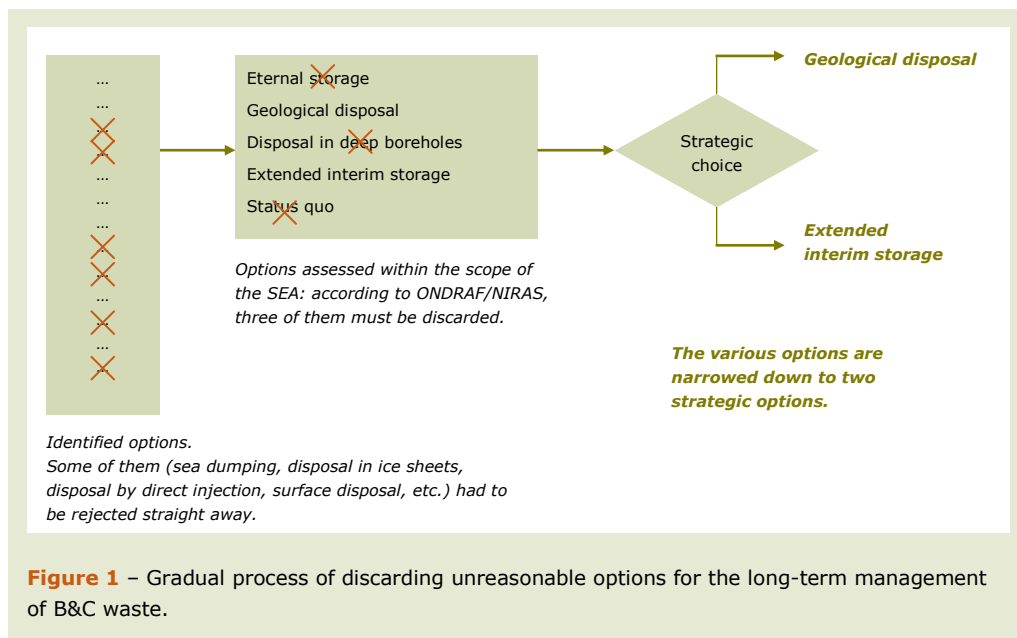 ...
...
...
...
...
...
...
...
...
...
...
...
...
Eternal storage
Geological disposal
Disposal in deep boreholes
Extended interim storage
Status quo
Strategic
choice
Geological disposal
Extended
interim storage
Options assessed within the scope of
the SEA: according to ONDRAF/NIRAS,
three of them must be discarded.
The various options are
narrowed down to two
strategic options.
Identified options.
Some of them (sea dumping, disposal in ice sheets,
disposal by direct injection, surface disposal, etc.) had to
be rejected straight away.
Figure 1 – Gradual process of discarding unreasonable options for the long-term management
of B&C waste.